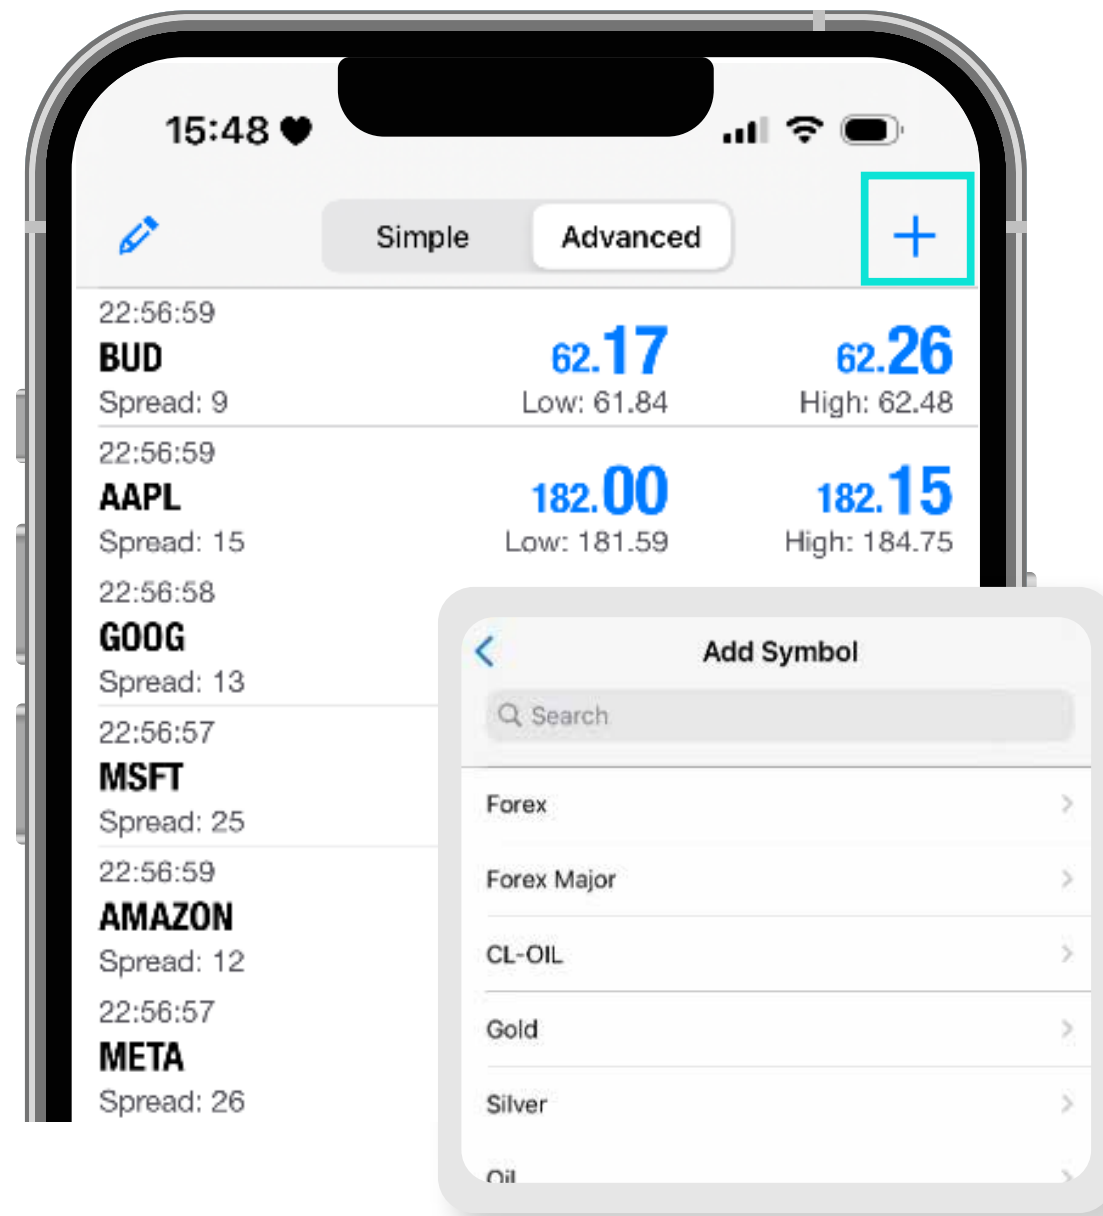 15:48
Simple Advanced
22:56:59
BUD 62.17 62.26
Spread: 9 Low: 61.84 High: 62.48
22:56:59
AAPL 182.00 182.15
Spread: 15 Low: 181.59 High: 184.75
22:56:58
GOOG
Spread: 13
22:56:57
MSFT
Spread: 25
22:56:59
AMAZON
Spread: 12
22:56:57
META
Spread: 26
Add Symbol
Search
Forex
Forex Major
CL-OIL
Gold
Silver
Oil